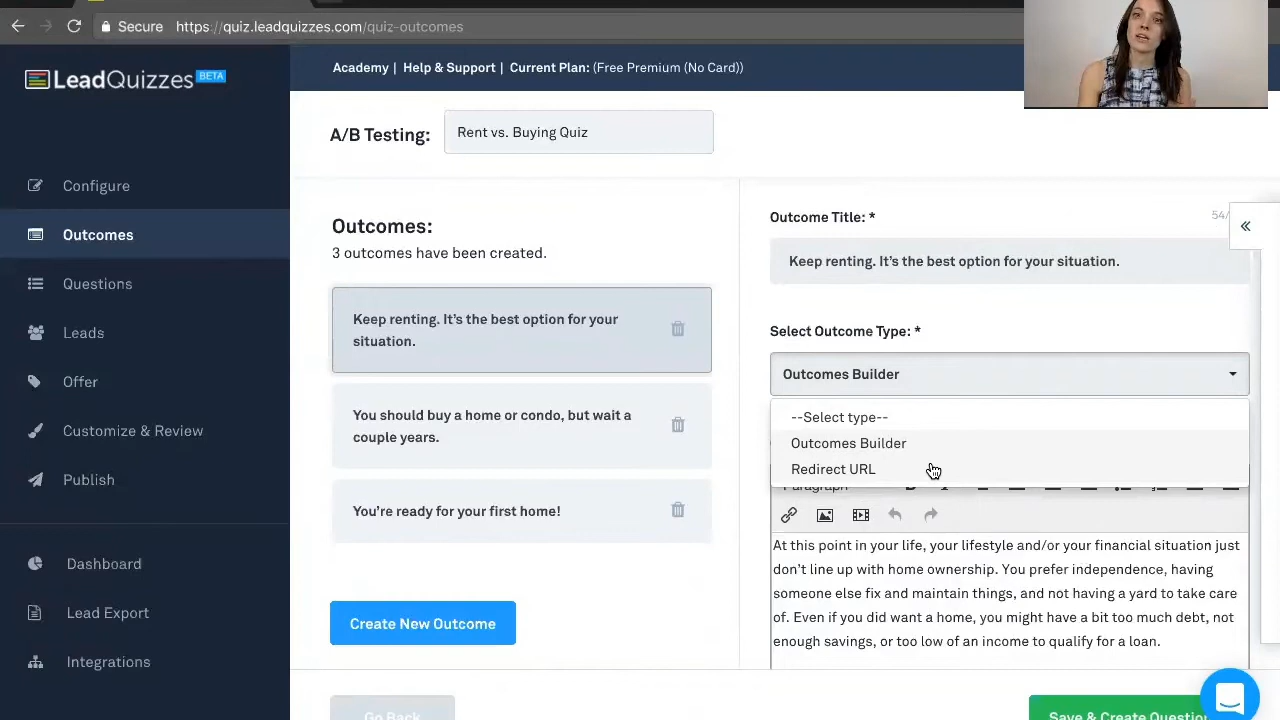 Secure https://quiz.leadquizzes.com/quiz-outcomes
LeadQuizzes BETA
Academy | Help & Support | Current Plan: (Free Premium (No Card))
A/B Testing: Rent vs. Buying Quiz
Configure
Outcomes
Questions
Leads
Offer
Customize & Review
Publish
Dashboard
Lead Export
Integrations
Outcomes:
3 outcomes have been created.
Keep renting. It's the best option for your
situation.
You should buy a home or condo, but wait a
couple years.
You're ready for your first home!
Create New Outcome
Go Back
Outcome Title: *
54/
Keep renting. It's the best option for your situation.
Select Outcome Type: *
Outcomes Builder
--Select type--
Outcomes Builder
Redirect URL
Paragraph
At this point in your life, your lifestyle and/or your financial situation just
don't line up with home ownership. You prefer independence, having
someone else fix and maintain things, and not having a yard to take care
of. Even if you did want a home, you might have a bit too much debt, not
enough savings, or too low of an income to qualify for a loan.
Save & Create Question